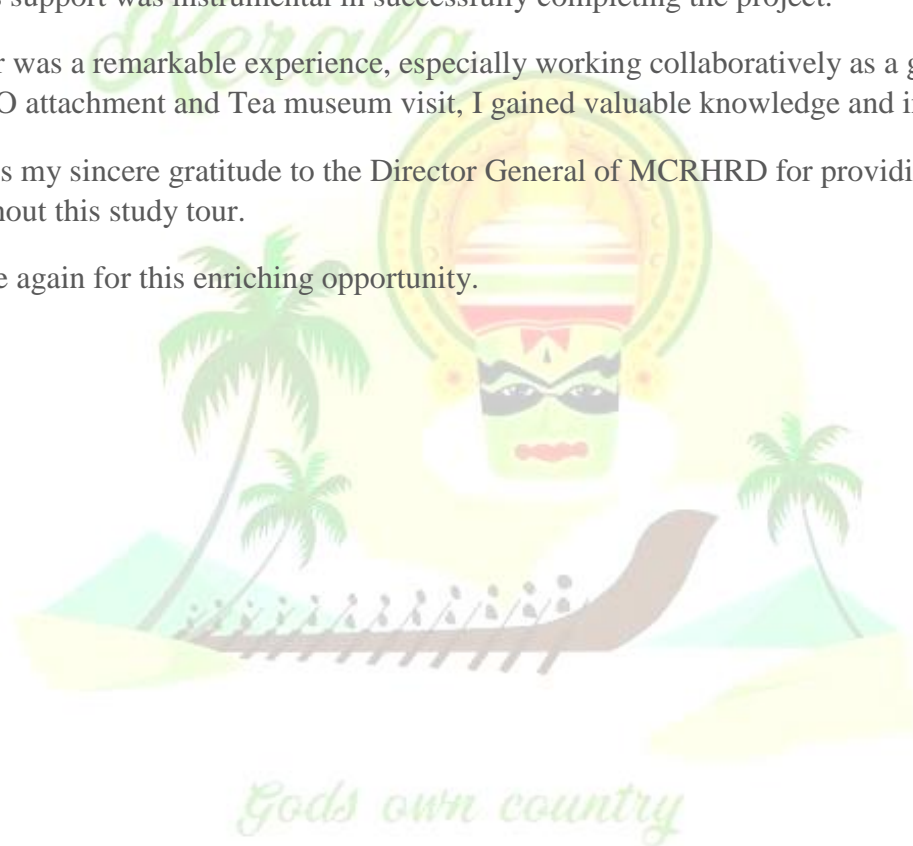 support was instrumental in successfully completing the project.
Kerala
was a remarkable experience, especially working collaboratively as a
attachment and Tea museum visit, I gained valuable knowledge and
my sincere gratitude to the Director General of MCRHRD for
this study tour.
again for this enriching opportunity.
Gods own country